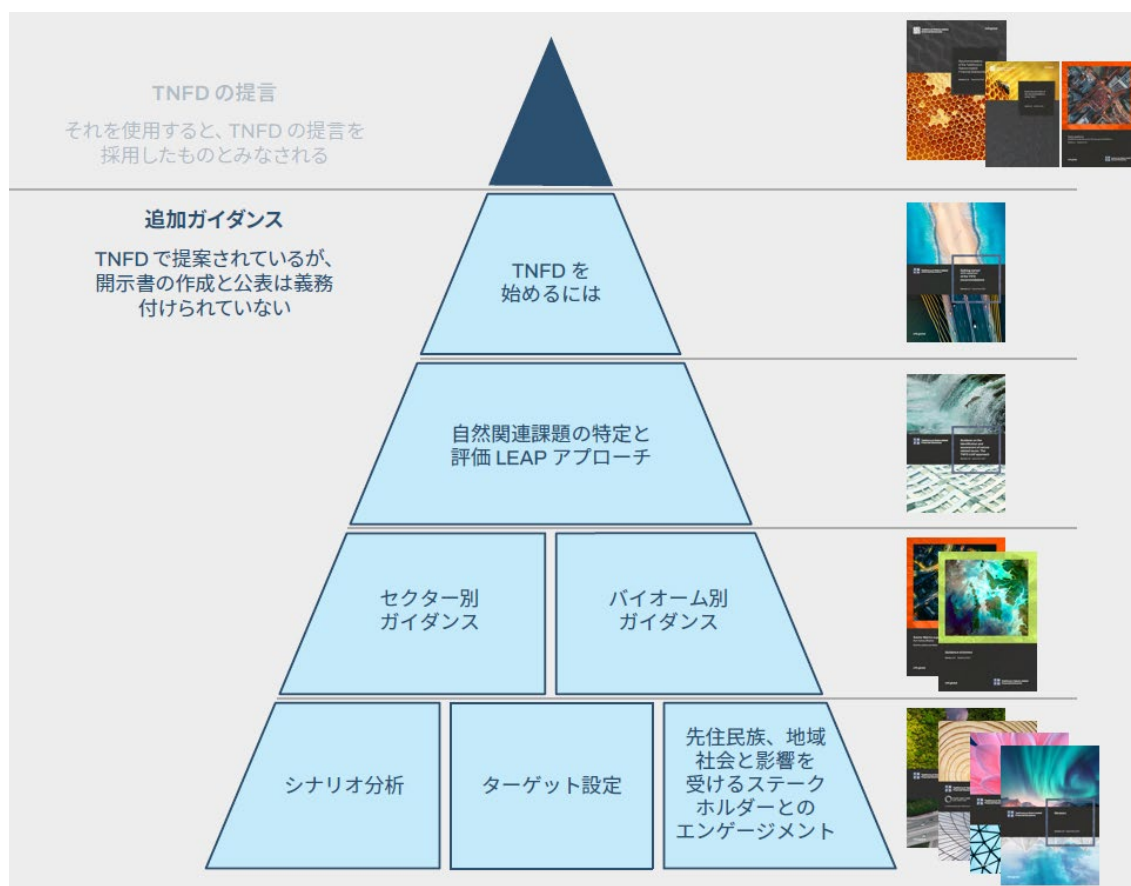 TNFD の提言
それを使用すると、TNFD の提言を
採用したものとみなされる
追加ガイダンス
TNFD で提案されているが、
開示書の作成と公表は義務
付けられていない
TNFD を
始めるには
自然関連課題の特定と
評価 LEAP アプローチ
セクター別
ガイダンス
バイオーム別
ガイダンス
シナリオ分析
ターゲット設定
先住民族、地域
社会と影響を
受けるステーク
ホルダーとの
エンゲージメント